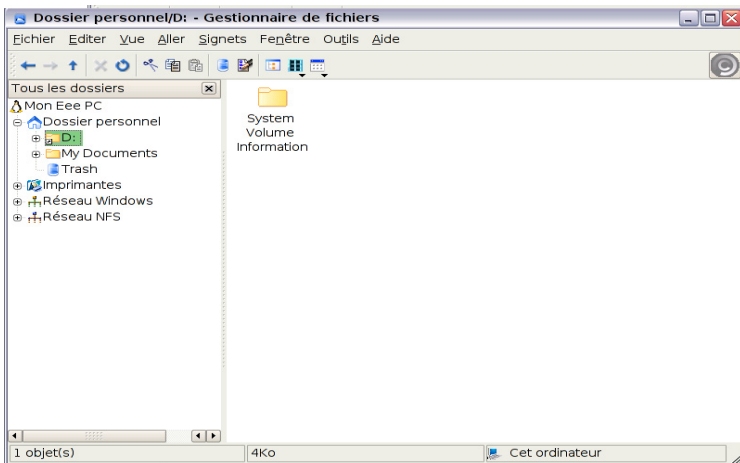 Dossier personnel/D: - Gestionnaire de fichiers
Fichier Editer Vue Aller Signets Fenêtre Outils Aide
Tous les dossiers
Mon Eee PC
Dossier personnel
D:
My Documents
Trash
Imprimantes
Réseau Windows
Réseau NFS
System
Volume
Information
1 objet(s)
4Ko
Cet ordinateur